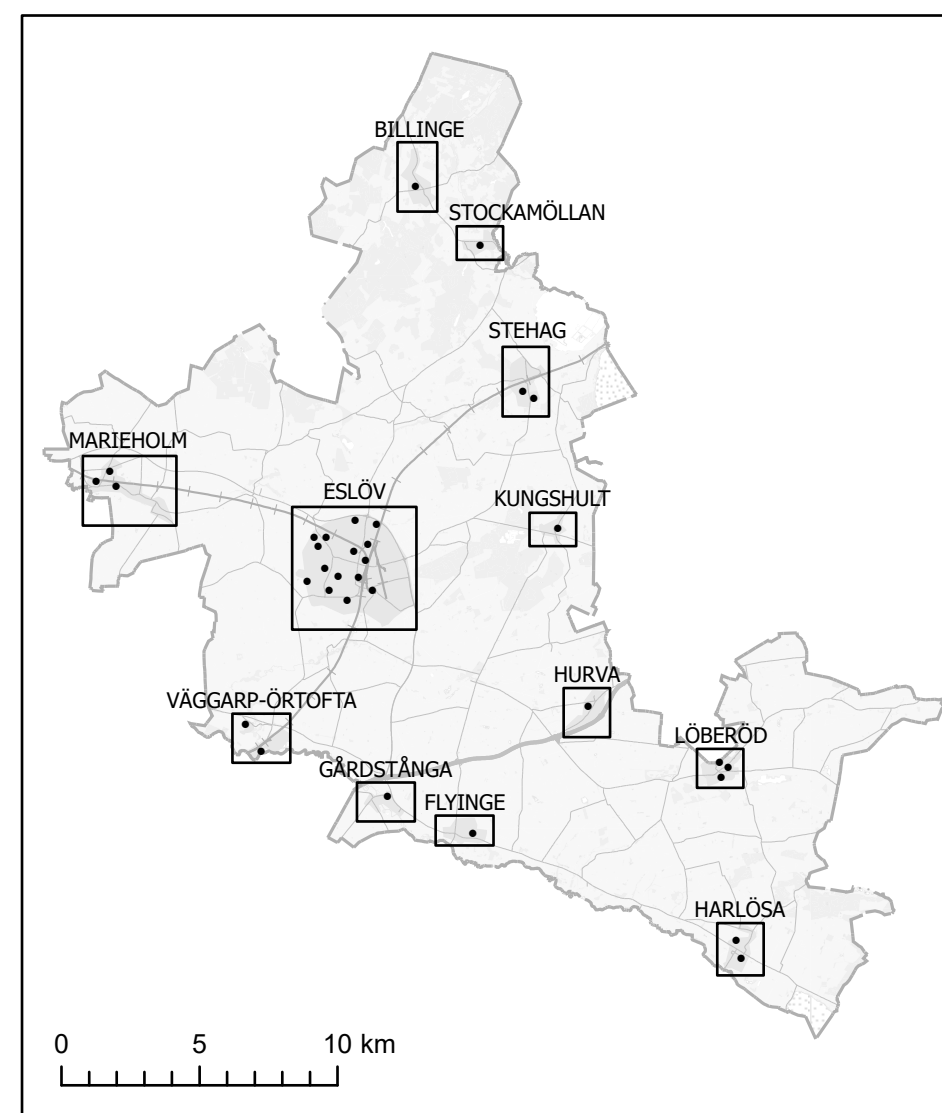 BILLINGE
STOCKAMÖLLAN
STEHAG
MARIEHOLM
ESLÖV
KUNGSHULT
HURVA
VÄGGARP-ÖRTOFTA
LÖBERÖD
GÅRDSTÅNGA
FLYINGE
HARLÖSA
0 5 10 km